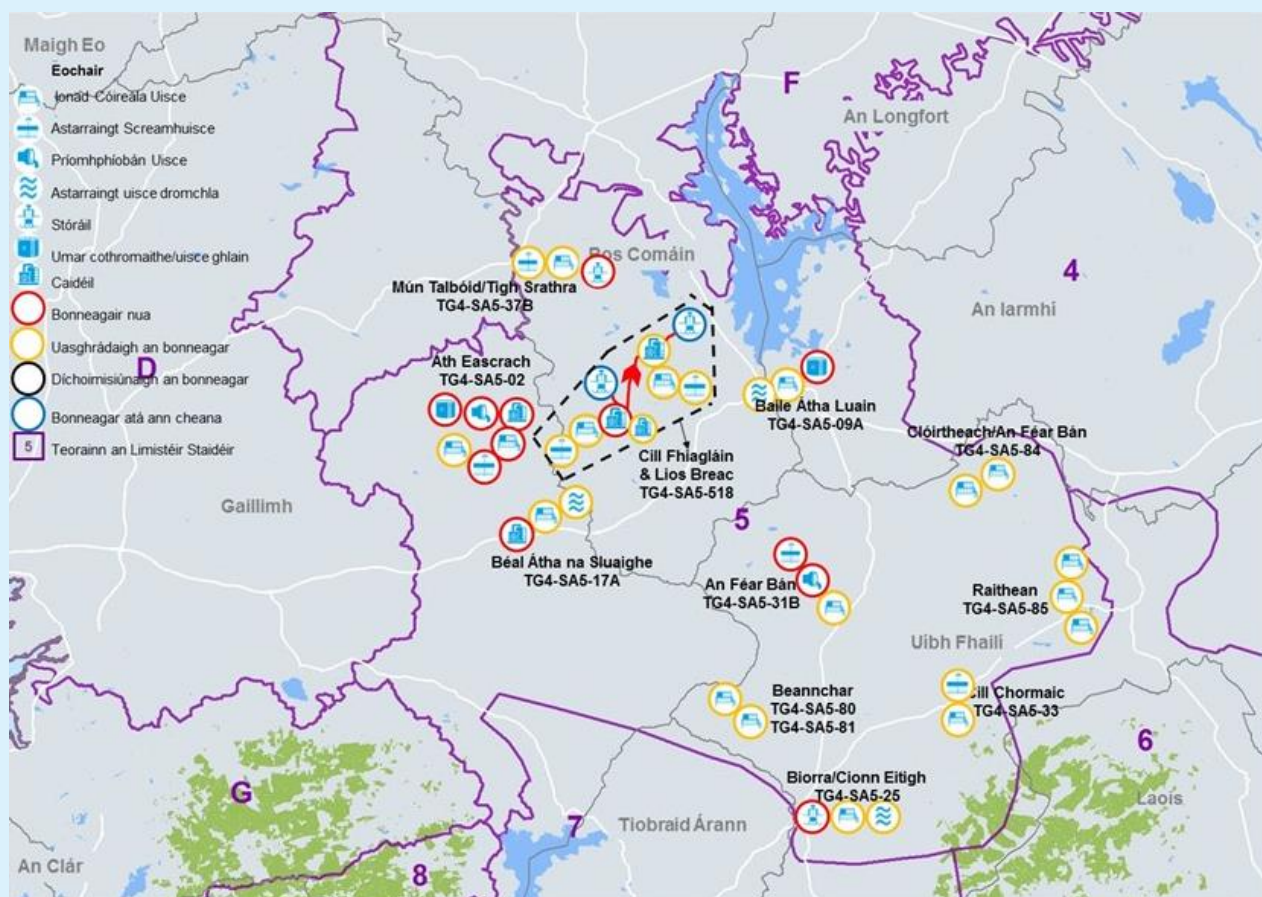 Maigh Eo
Eochair
Ionad Cóireála Uisce
Astarraingt Screamhuisce
Príomhphíobán Uisce
Astarraingt uisce dromchla
Stóráil
Umar cothromaithe/uisce ghlain
Caidéil
Bonneagair nua
Uasghrádaigh an bonneagar
Díchoimisiúnaigh an bonneagar
Bonneagar atá ann cheana
5 Teorainn an Limistéir Staidéir
D
F
An Longfort
Ros Comáin
4
An Iarmhí
Mún Talbóid/Tigh Srathra
TG4-SA5-37B
Áth Eascrach
TG4-SA5-02
Baile Átha Luain
TG4-SA5-09A
Clóirtheach/An Féar Bán
TG4-SA5-84
Cill Fhiagláin
& Lios Breac
TG4-SA5-518
Gaillimh
5
Béal Átha na Sluaighe
TG4-SA5-17A
An Féar Bán
TG4-SA5-31B
Raithean
TG4-SA5-85
Uibh Fhailí
Beannchar
TG4-SA5-80
TG4-SA5-81
Cill Chormaic
TG4-SA5-33
6
G
Biorra/Cionn Eitigh
TG4-SA5-25
Laois
7
Tiobraid Árann
An Clár
8